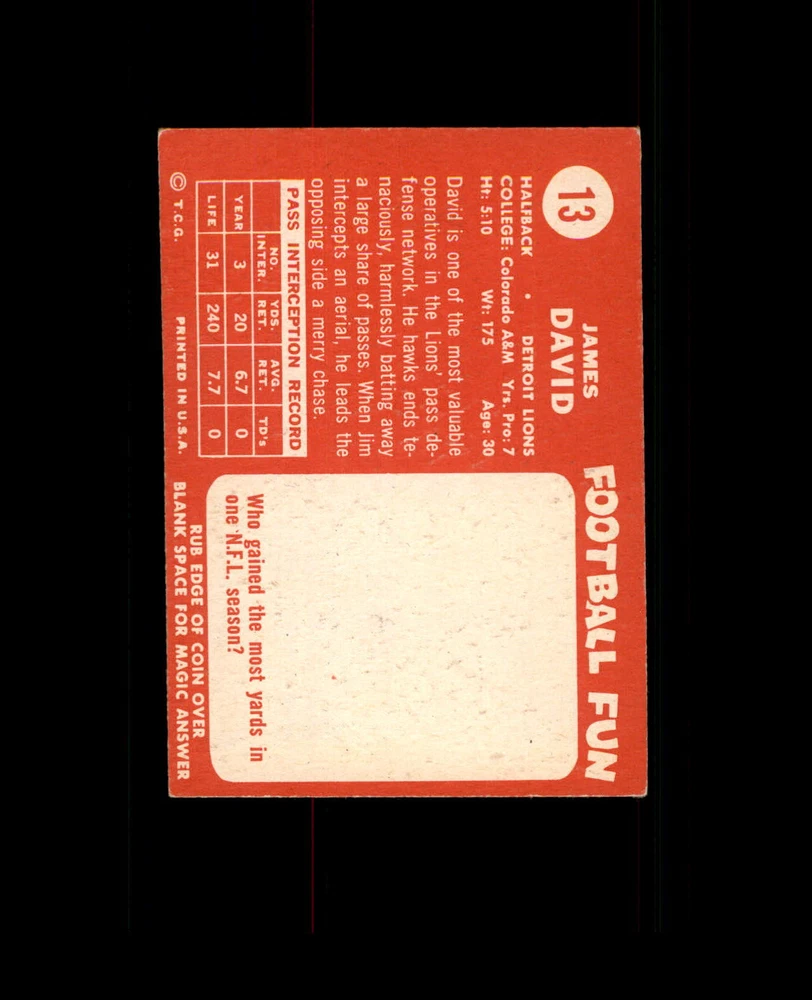 13
JAMES
DAVID
HALFBACK • DETROIT LIONS
COLLEGE: Colorado A&M Yrs. Pro: 7
Ht: 5:10 Wt: 175 Age: 30
David is one of the most valuable
operatives in the Lions' pass de-
fense network. He hawks ends te-
naciously, harmlessly batting away
a large share of passes. When Jim
intercepts an aerial, he leads the
opposing side a merry chase.
PASS INTERCEPTION RECORD
NO. INTER. YDS. RET. AVG. RET. TD's
YEAR 3 20 6.7 0
LIFE 31 240 7.7 0
© T.C.G. PRINTED IN U.S.A.
FOOTBALL FUN
Who gained the most yards in
one N.F.L. season?
RUB EDGE OF COIN OVER
BLANK SPACE FOR MAGIC ANSWER